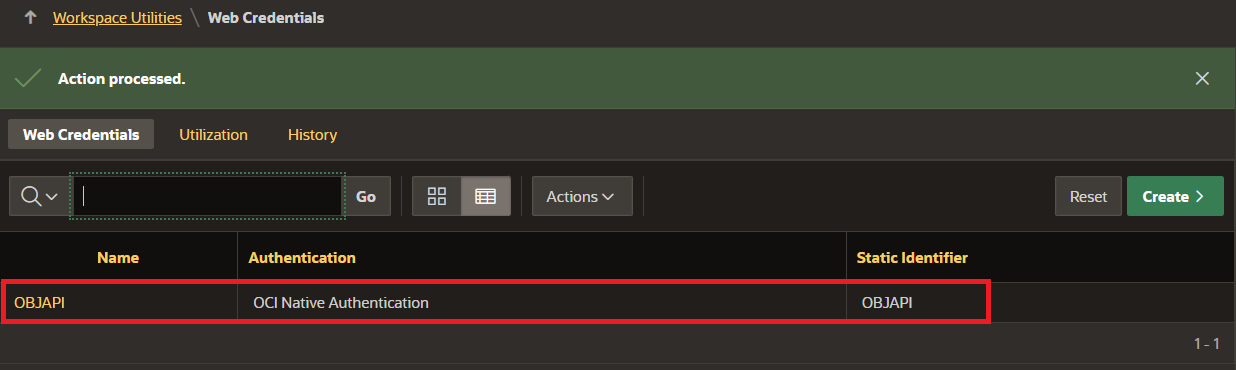 Workspace Utilities \ Web Credentials
Action processed.
Web Credentials Utilization History
Go Actions Reset Create
Name Authentication Static Identifier
OBJAPI OCI Native Authentication OBJAPI
1 - 1